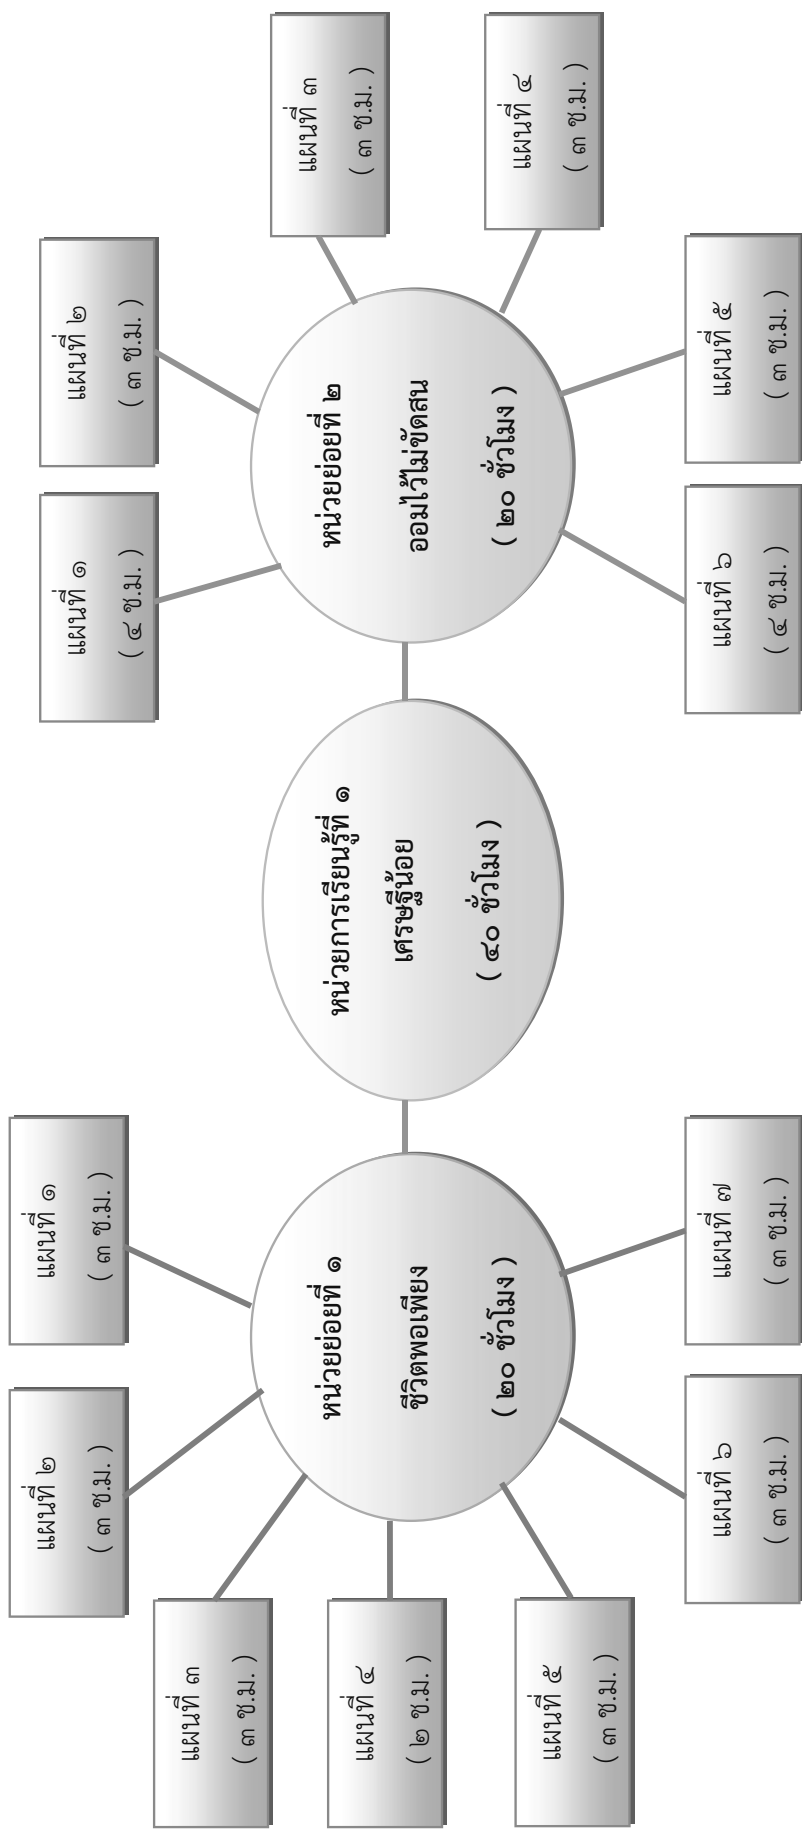 หน่วยการเรียนรู้ที่ ๑
เศรษฐีน้อย
( ๔๐ ชั่วโมง )
หน่วยย่อยที่ ๑
ชีวิตพอเพียง
( ๒๐ ชั่วโมง )
แผนที่ ๑
( ๓ ช.ม. )
แผนที่ ๒
( ๓ ช.ม. )
แผนที่ ๓
( ๓ ช.ม. )
แผนที่ ๔
( ๒ ช.ม. )
แผนที่ ๕
( ๓ ช.ม. )
แผนที่ ๖
( ๓ ช.ม. )
แผนที่ ๗
( ๓ ช.ม. )
หน่วยย่อยที่ ๒
ออมไว้ไม่ขัดสน
( ๒๐ ชั่วโมง )
แผนที่ ๑
( ๔ ช.ม. )
แผนที่ ๒
( ๓ ช.ม. )
แผนที่ ๓
( ๓ ช.ม. )
แผนที่ ๔
( ๓ ช.ม. )
แผนที่ ๕
( ๓ ช.ม. )
แผนที่ ๖
( ๔ ช.ม. )